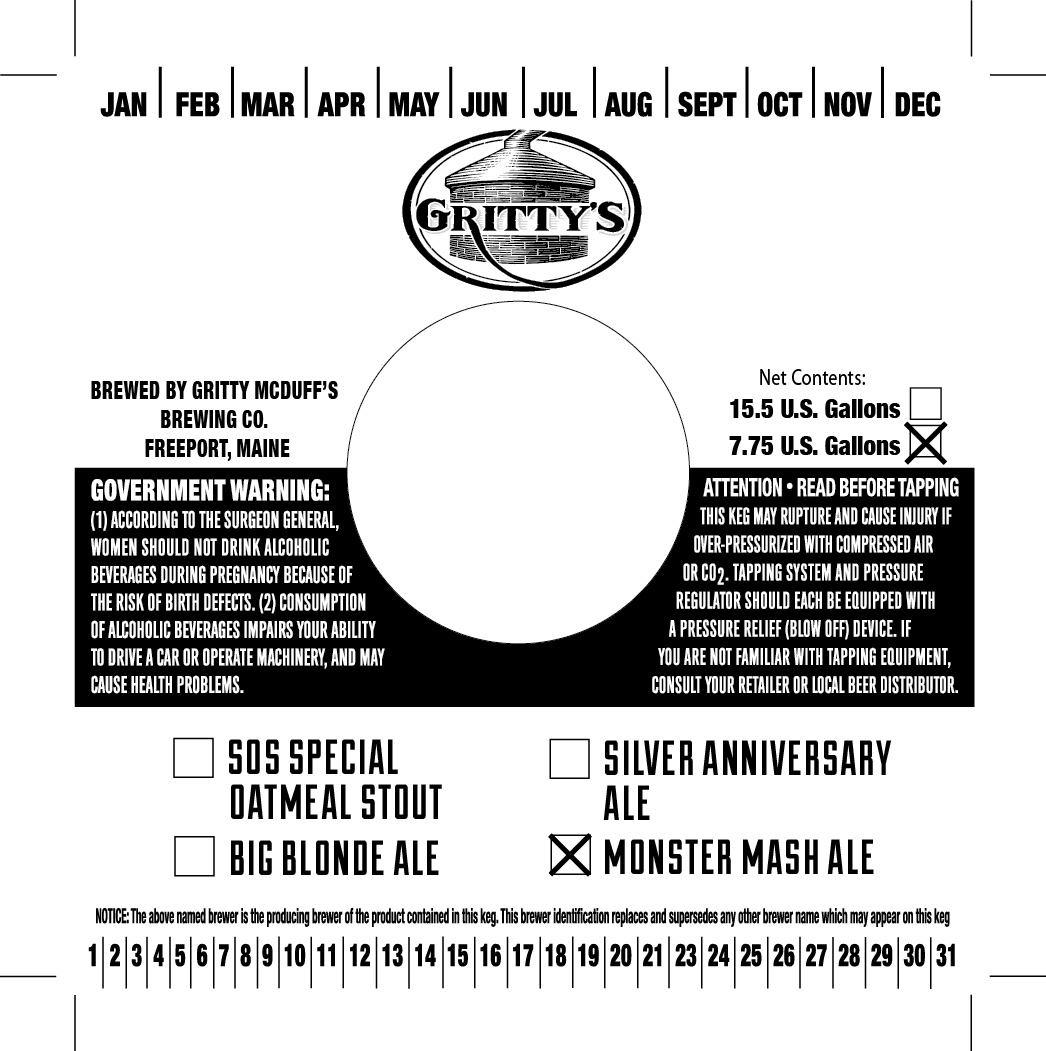 JAN | FEB | MAR | APR | MAY | JUN | JUL | AUG | SEPT | OCT | NOV | DEC
GRITTY'S
BREWED BY GRITTY MCDUFF'S
BREWING CO.
FREEPORT, MAINE
Net Contents:
15.5 U.S. Gallons
7.75 U.S. Gallons
GOVERNMENT WARNING:
(1) ACCORDING TO THE SURGEON GENERAL,
WOMEN SHOULD NOT DRINK ALCOHOLIC
BEVERAGES DURING PREGNANCY BECAUSE OF
THE RISK OF BIRTH DEFECTS. (2) CONSUMPTION
OF ALCOHOLIC BEVERAGES IMPAIRS YOUR ABILITY
TO DRIVE A CAR OR OPERATE MACHINERY, AND MAY
CAUSE HEALTH PROBLEMS.
ATTENTION • READ BEFORE TAPPING
THIS KEG MAY RUPTURE AND CAUSE INJURY IF
OVER-PRESSURIZED WITH COMPRESSED AIR
OR CO2. TAPPING SYSTEM AND PRESSURE
REGULATOR SHOULD EACH BE EQUIPPED WITH
A PRESSURE RELIEF (BLOW OFF) DEVICE. IF
YOU ARE NOT FAMILIAR WITH TAPPING EQUIPMENT,
CONSULT YOUR RETAILER OR LOCAL BEER DISTRIBUTOR.
SOS SPECIAL
OATMEAL STOUT
BIG BLONDE ALE
SILVER ANNIVERSARY
ALE
MONSTER MASH ALE
NOTICE: The above named brewer is the producing brewer of the product contained in this keg. This brewer identification replaces and supersedes any other brewer name which may appear on this keg
1 | 2 | 3 | 4 | 5 | 6 | 7 | 8 | 9 | 10 | 11 | 12 | 13 | 14 | 15 | 16 | 17 | 18 | 19 | 20 | 21 | 23 | 24 | 25 | 26 | 27 | 28 | 29 | 30 | 31